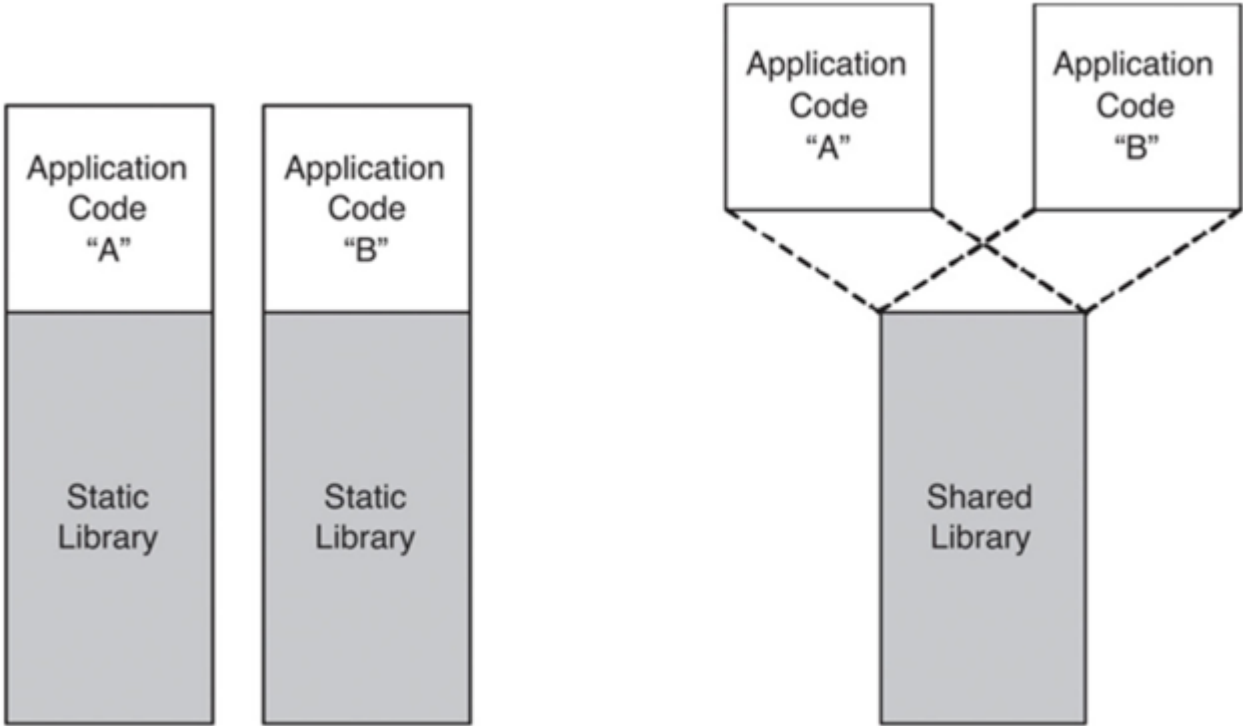 Application
Code
“A”
Application
Code
“B”
Static
Library
Static
Library
Application
Code
“A”
Application
Code
“B”
Shared
Library